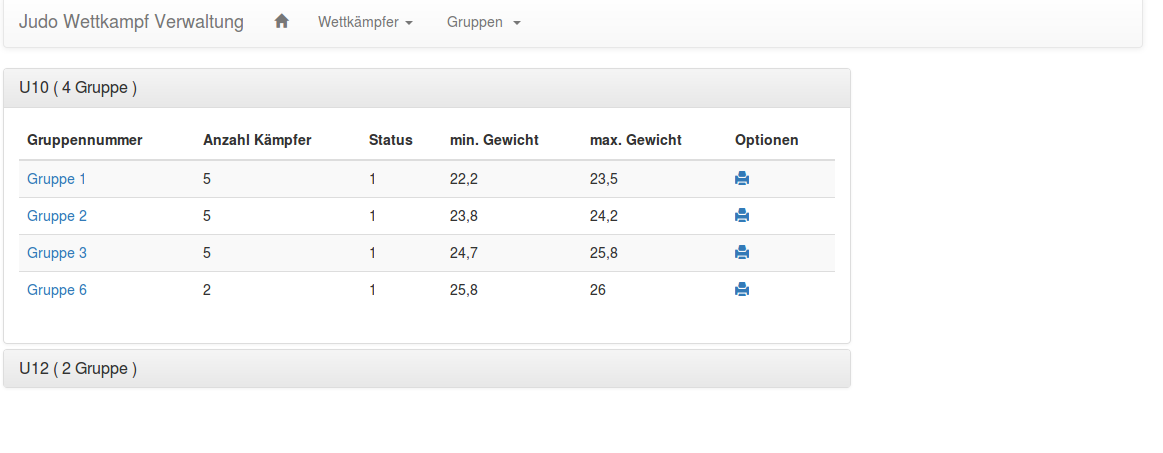 Judo Wettkampf Verwaltung Wettkämpfer Gruppen
U10 ( 4 Gruppe )
Gruppennummer Anzahl Kämpfer Status min. Gewicht max. Gewicht Optionen
Gruppe 1 5 1 22,2 23,5
Gruppe 2 5 1 23,8 24,2
Gruppe 3 5 1 24,7 25,8
Gruppe 6 2 1 25,8 26
U12 ( 2 Gruppe )